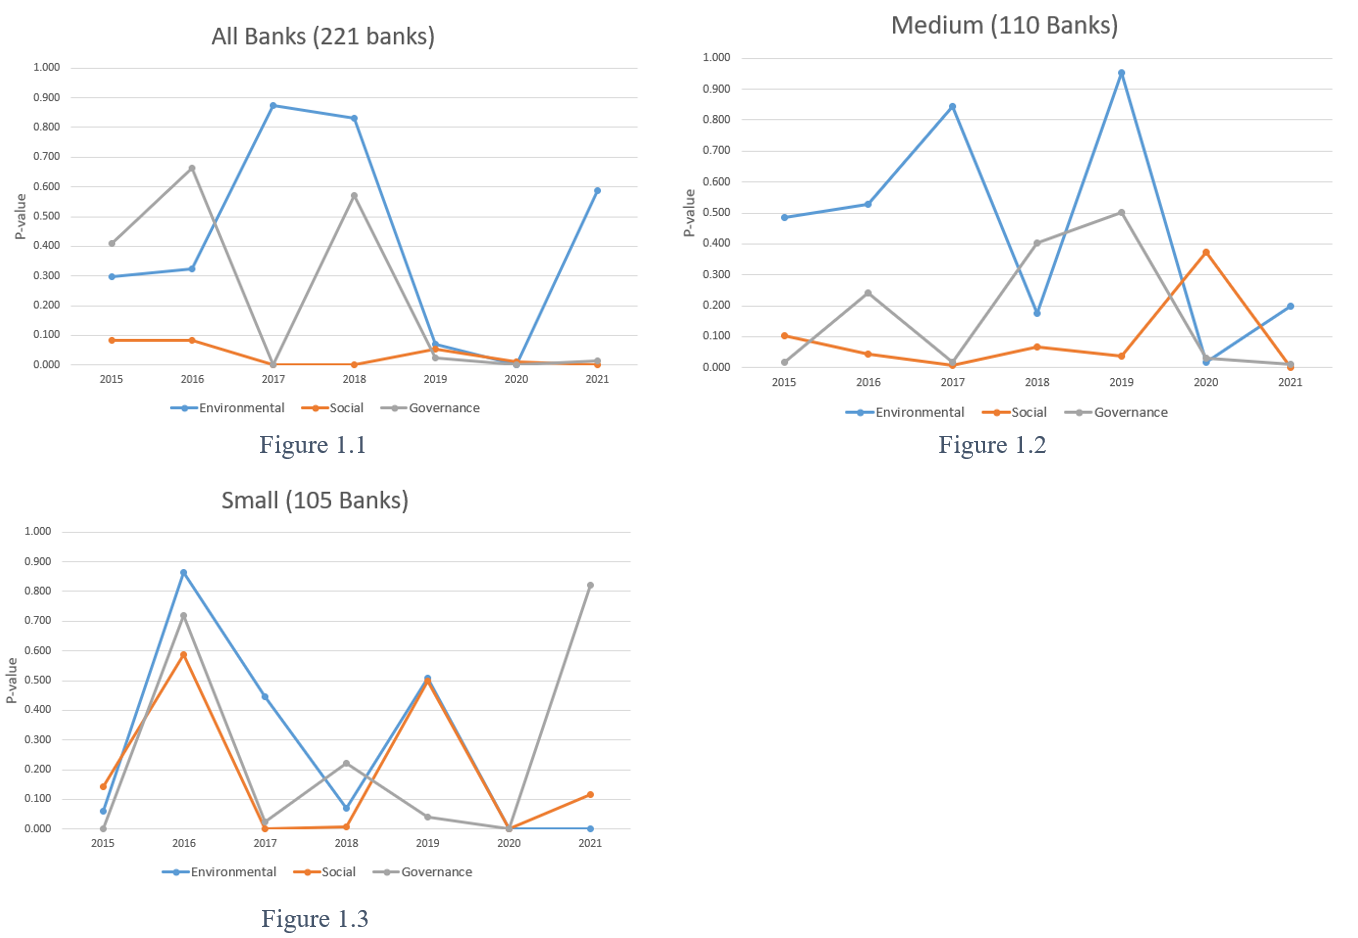 All Banks (221 banks)
1.000
0.900
0.800
0.700
0.600
0.500
0.400
0.300
0.200
0.100
0.000
P-value
2015 2016 2017 2018 2019 2020 2021
Environmental Social Governance
Figure 1.1
Medium (110 Banks)
1.000
0.900
0.800
0.700
0.600
0.500
0.400
0.300
0.200
0.100
0.000
P-value
2015 2016 2017 2018 2019 2020 2021
Environmental Social Governance
Figure 1.2
Small (105 Banks)
1.000
0.900
0.800
0.700
0.600
0.500
0.400
0.300
0.200
0.100
0.000
P-value
2015 2016 2017 2018 2019 2020 2021
Environmental Social Governance
Figure 1.3